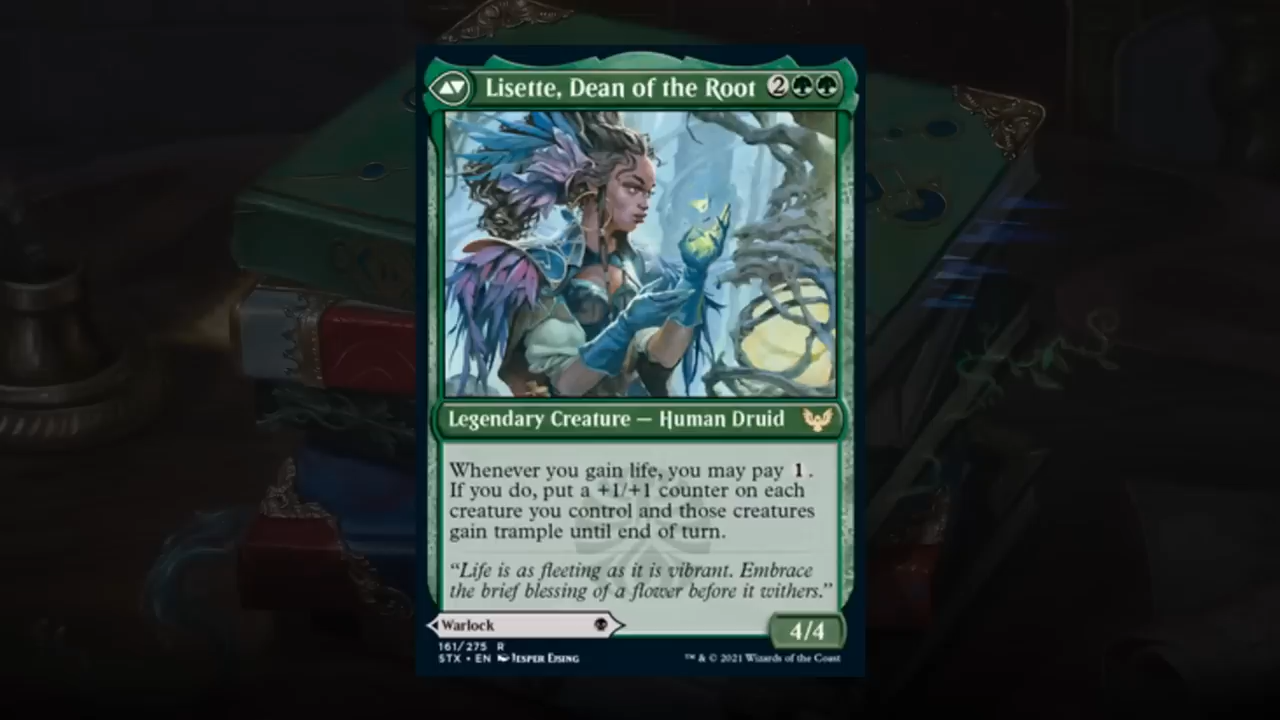 Lisette, Dean of the Root 2
Legendary Creature — Human Druid
Whenever you gain life, you may pay 1.
If you do, put a +1/+1 counter on each
creature you control and those creatures
gain trample until end of turn.
“Life is as fleeting as it is vibrant. Embrace
the brief blessing of a flower before it withers.”
Warlock
4/4
161/275 R
STX • EN Jesper Ejsing
™ & © 2021 Wizards of the Coast